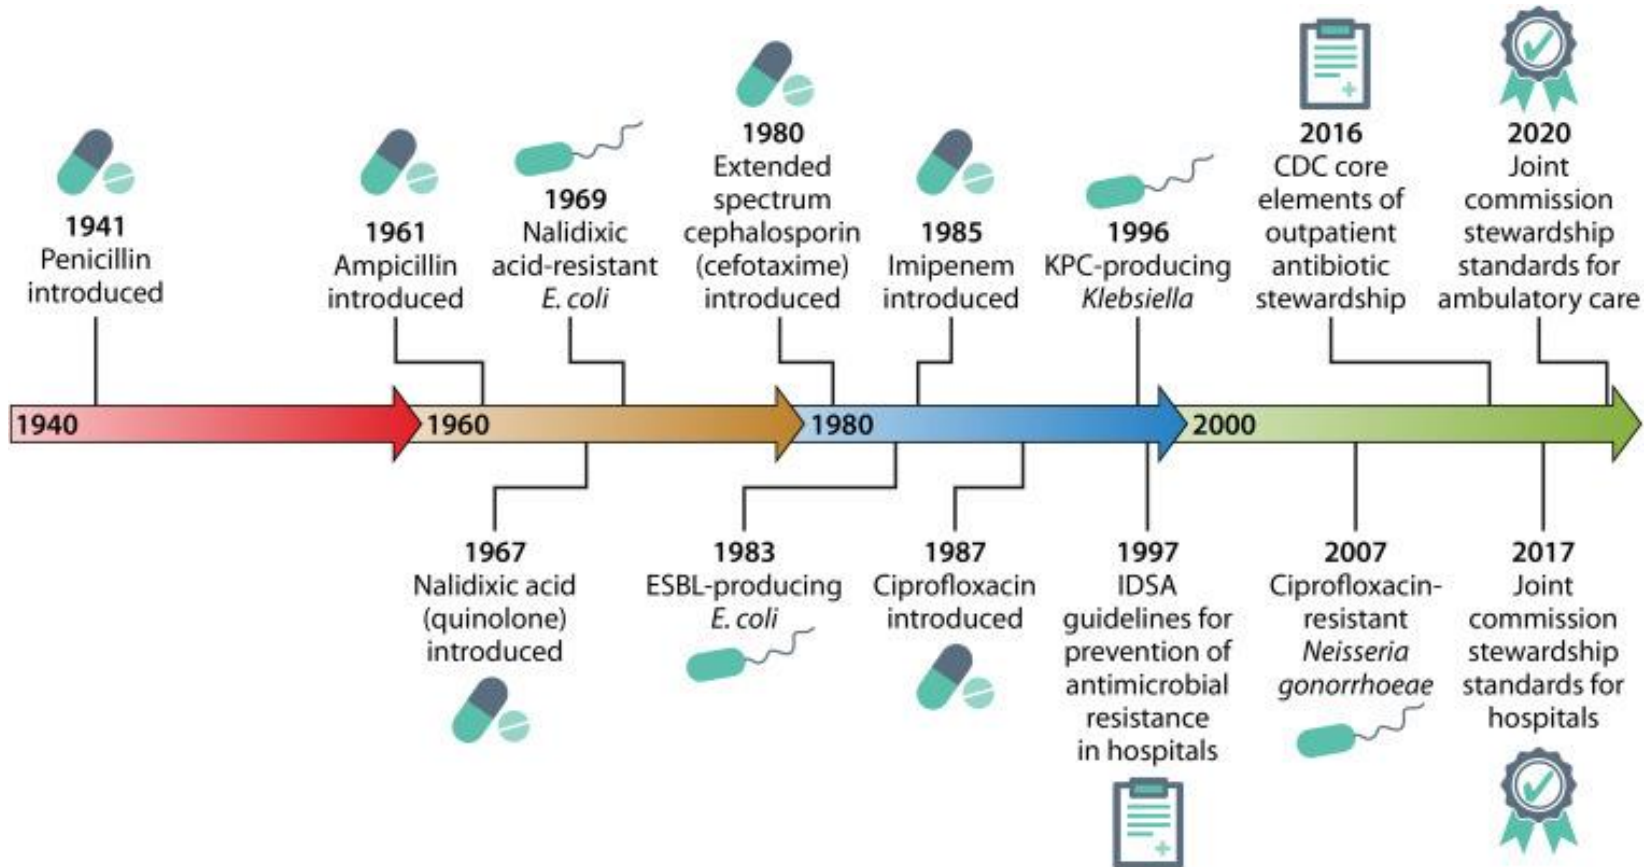 1941
Penicillin
introduced
1961
Ampicillin
introduced
1969
Nalidixic
acid-resistant
E. coli
1980
Extended
spectrum
cephalosporin
(cefotaxime)
introduced
1985
Imipenem
introduced
1996
KPC-producing
Klebsiella
2016
CDC core
elements of
outpatient
antibiotic
stewardship
2020
Joint
commission
stewardship
standards for
ambulatory care
1940
1960
1980
2000
1967
Nalidixic acid
(quinolone)
introduced
1983
ESBL-producing
E. coli
1987
Ciprofloxacin
introduced
1997
IDSA
guidelines for
prevention of
antimicrobial
resistance
in hospitals
2007
Ciprofloxacin-
resistant
Neisseria
gonorrhoeae
2017
Joint
commission
stewardship
standards for
hospitals